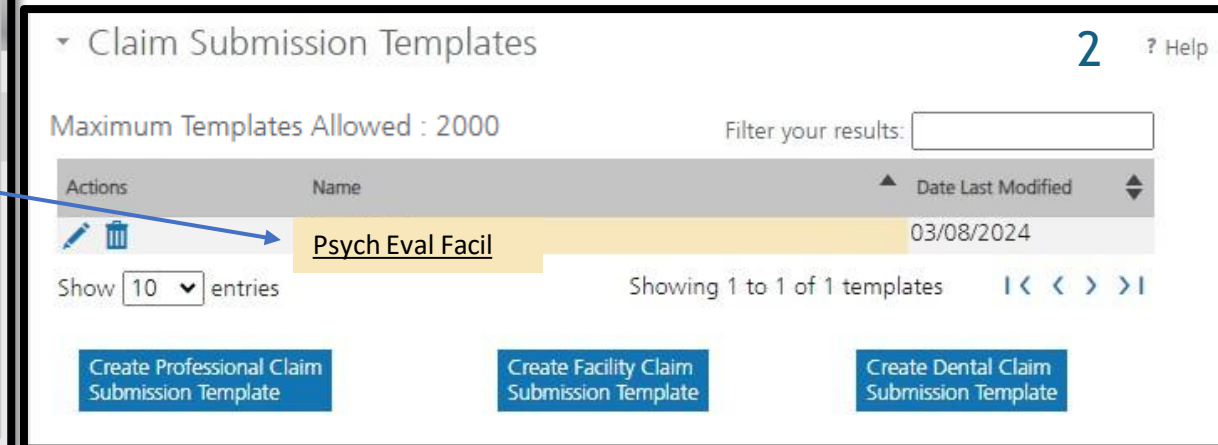 Claim Submission Templates
2
? Help
Maximum Templates Allowed : 2000
Filter your results:
Actions Name Date Last Modified
Psych Eval Facil 03/08/2024
Show 10 entries
Showing 1 to 1 of 1 templates
Create Professional Claim
Submission Template
Create Facility Claim
Submission Template
Create Dental Claim
Submission Template